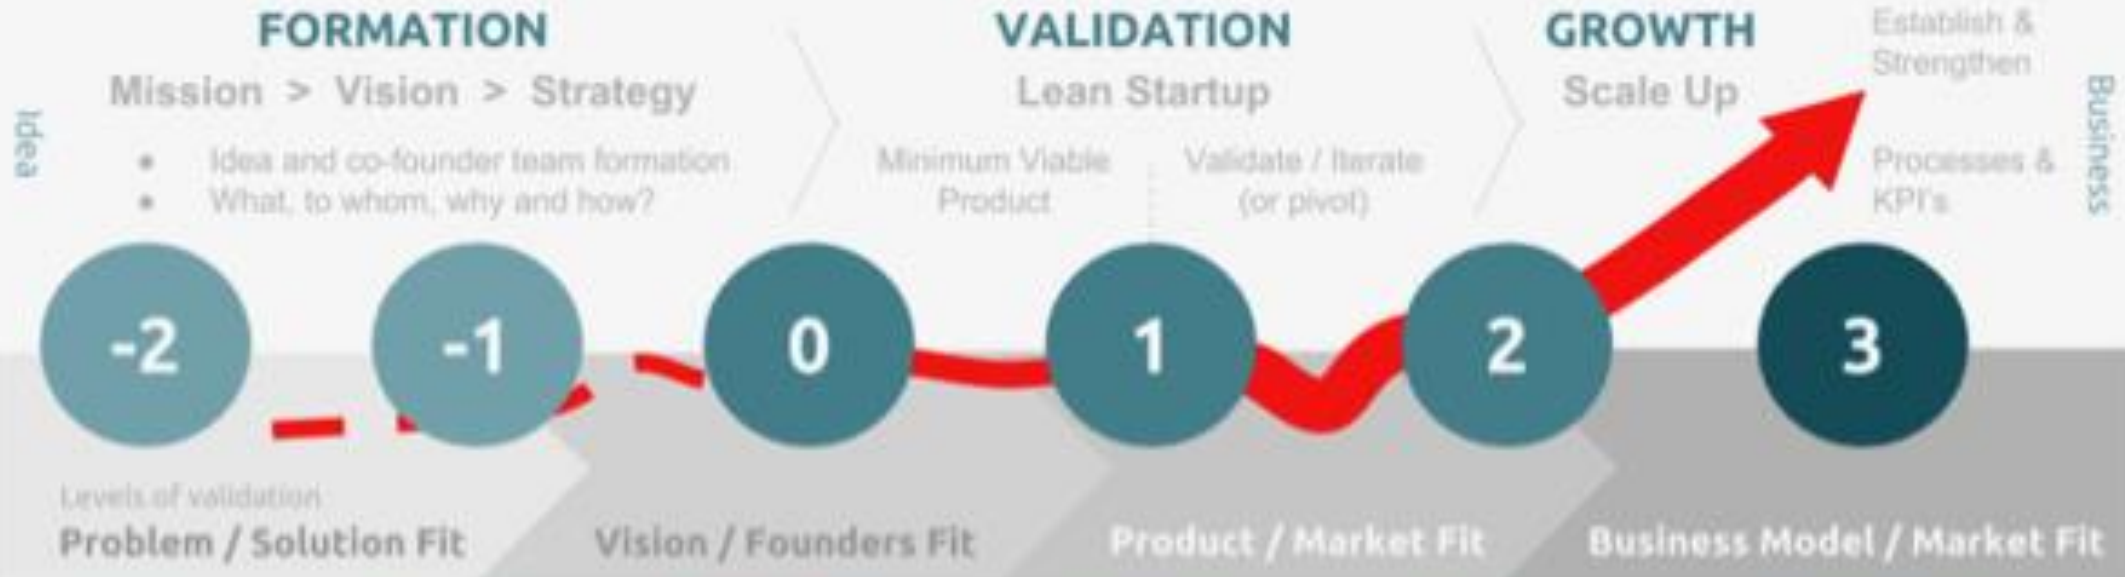 FORMATION
Mission > Vision > Strategy
Idea and co-founder team formation
What, to whom, why and how?
VALIDATION
Lean Startup
Minimum Viable
Product
Validate / Iterate
(or pivot)
GROWTH
Scale Up
Establish &
Strengthen
Processes &
KPI's
Idea
Business
-2
-1
0
1
2
3
Levels of validation
Problem / Solution Fit
Vision / Founders Fit
Product / Market Fit
Business Model / Market Fit